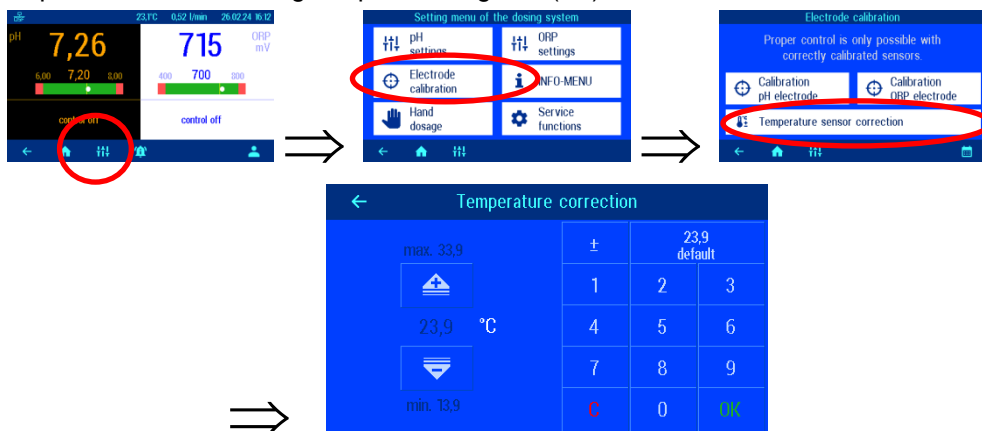 23,1°C 0,52 l/min 26.02.24 16:12
pH 7,26
6,00 7,20 8,00
control off
715 ORP mV
400 700 800
control off
Setting menu of the dosing system
pH settings
ORP settings
Electrode calibration
INFO-MENU
Hand dosage
Service functions
Electrode calibration
Proper control is only possible with
correctly calibrated sensors.
Calibration pH electrode
Calibration ORP electrode
Temperature sensor correction
Temperature correction
max. 33,9
23,9 °C
min. 13,9
± 23,9 default
1 2 3
4 5 6
7 8 9
C 0 OK